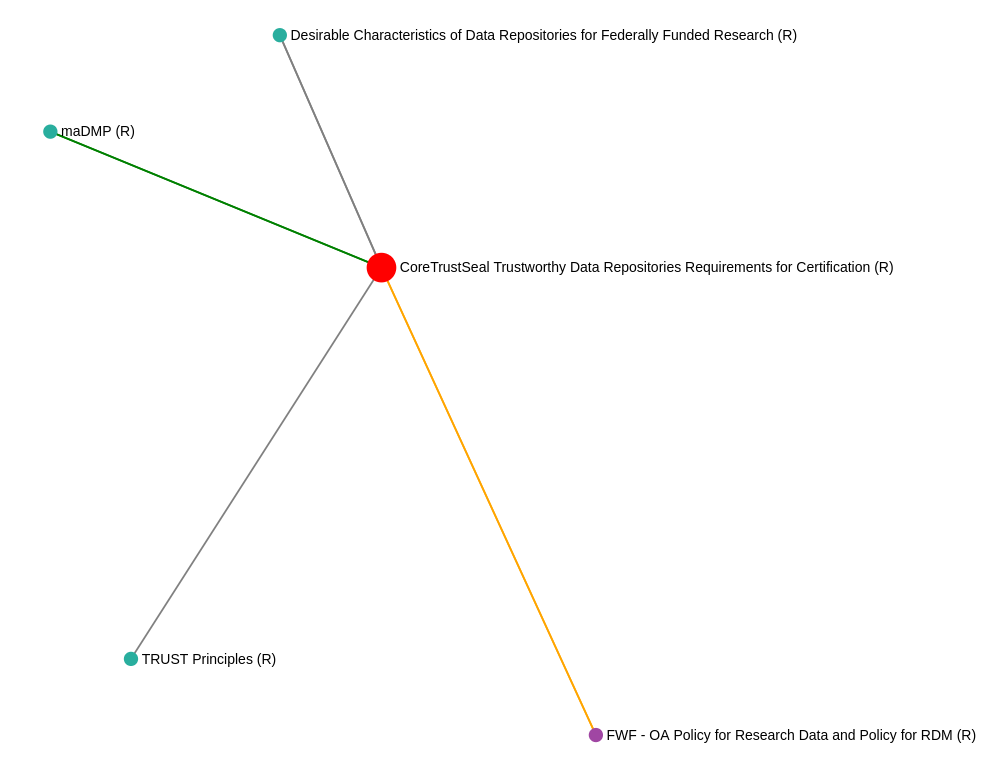 Desirable Characteristics of Data Repositories for Federally Funded Research (R)
maDMP (R)
CoreTrustSeal Trustworthy Data Repositories Requirements for Certification (R)
TRUST Principles (R)
FWF - OA Policy for Research Data and Policy for RDM (R)